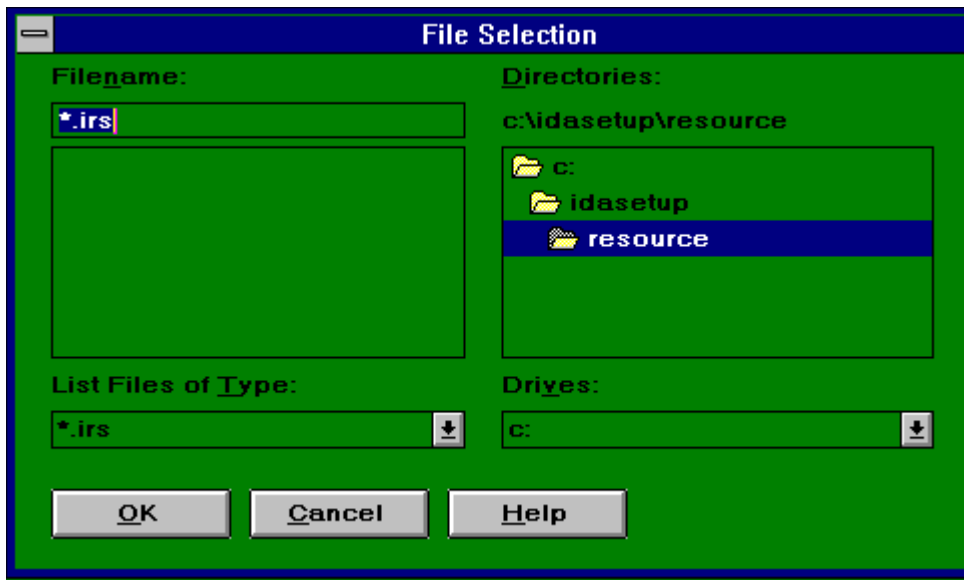 File Selection
Filename:
*.irs
Directories:
c:\idasetup\resource
c:
idasetup
resource
List Files of Type:
*.irs
Drives:
c:
OK
Cancel
Help